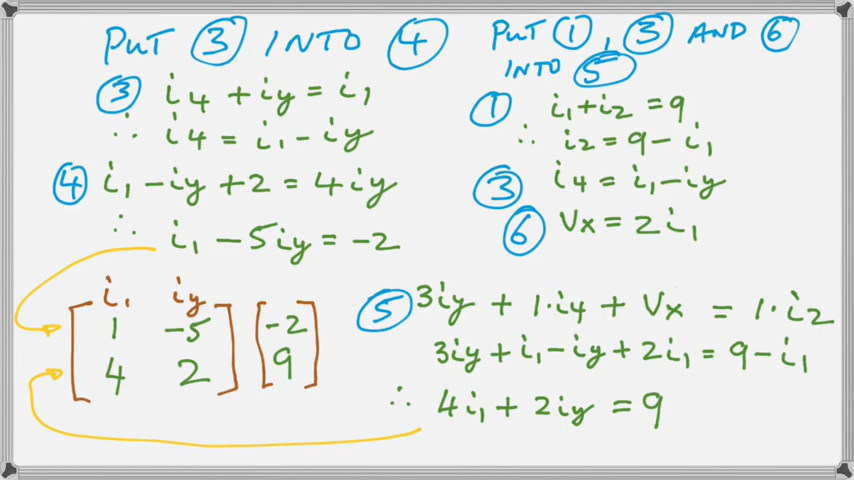 PUT ③ INTO ④
③ i4 + iy = i1
∴ i4 = i1 - iy
④ i1 - iy + 2 = 4iy
∴ i1 - 5iy = -2
i1 iy
1 -5 -2
4 2 9
PUT ①, ③ AND ⑥
INTO ⑤
① i1 + i2 = 9
∴ i2 = 9 - i1
③ i4 = i1 - iy
⑥ Vx = 2i1
⑤ 3iy + 1·i4 + Vx = 1·i2
3iy + i1 - iy + 2i1 = 9 - i1
∴ 4i1 + 2iy = 9